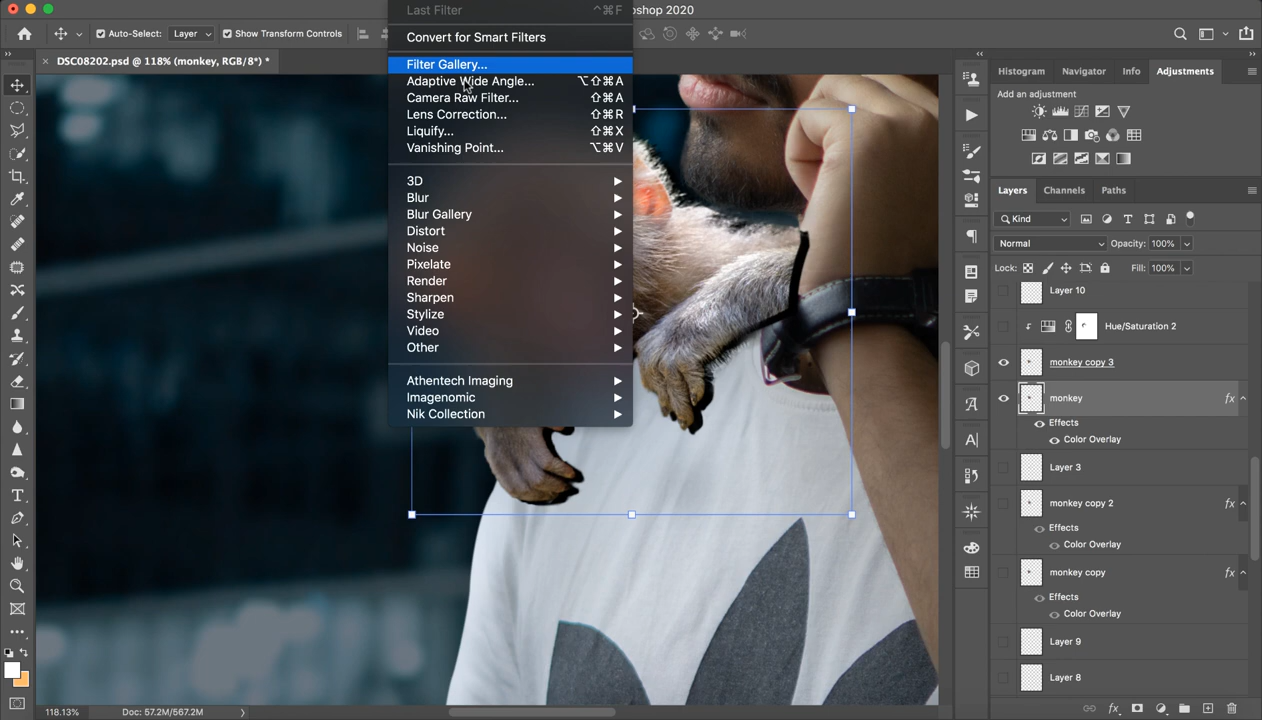 Last Filter ^⌘F
Convert for Smart Filters
Filter Gallery...
Adaptive Wide Angle... ⌥⇧⌘A
Camera Raw Filter... ⇧⌘A
Lens Correction... ⇧⌘R
Liquify... ⇧⌘X
Vanishing Point... ⌥⌘V
3D
Blur
Blur Gallery
Distort
Noise
Pixelate
Render
Sharpen
Stylize
Video
Other
Athentech Imaging
Imagenomic
Nik Collection
shop 2020
Auto-Select: Layer Show Transform Controls
DSC08202.psd @ 118% (monkey, RGB/8*) *
Histogram Navigator Info Adjustments
Add an adjustment
Layers Channels Paths
Kind
Normal Opacity: 100%
Lock: Fill: 100%
Layer 10
Hue/Saturation 2
monkey copy 3
monkey fx
Effects
Color Overlay
Layer 3
monkey copy 2 fx
Effects
Color Overlay
monkey copy fx
Effects
Color Overlay
Layer 9
Layer 8
118.13% Doc: 57.2M/567.2M